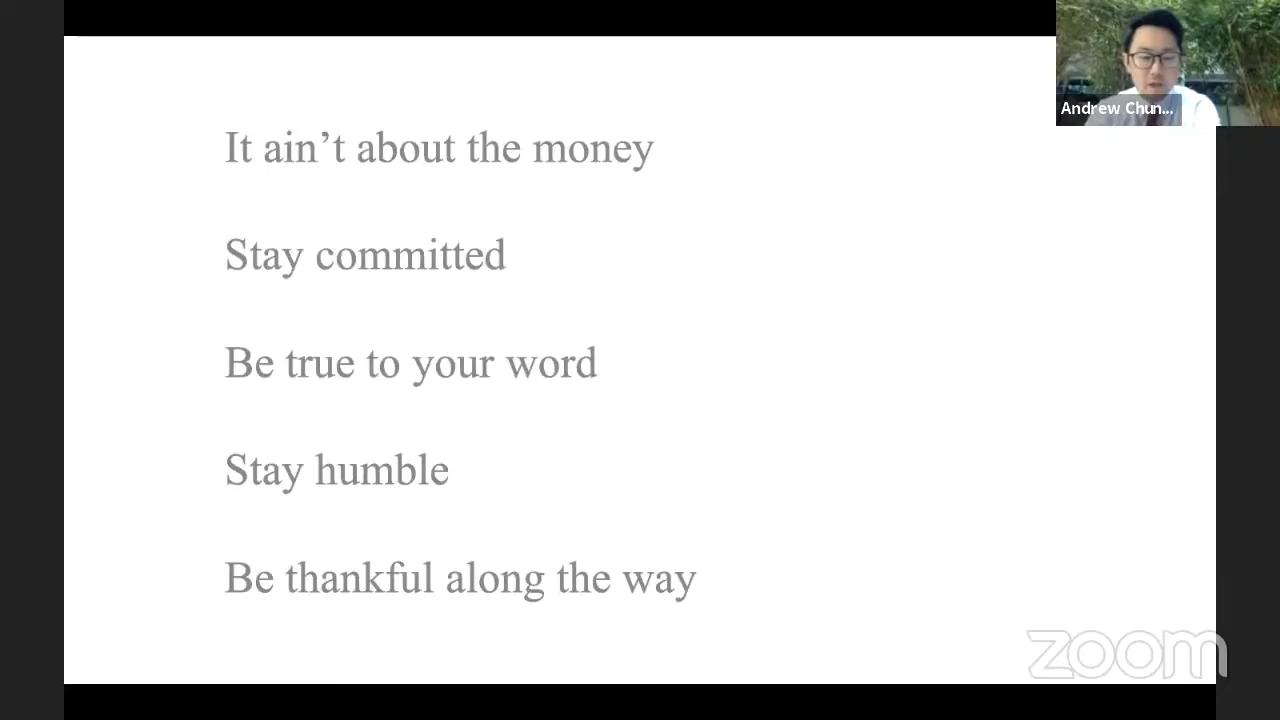 Andrew Chun...
It ain’t about the money
Stay committed
Be true to your word
Stay humble
Be thankful along the way
zoom